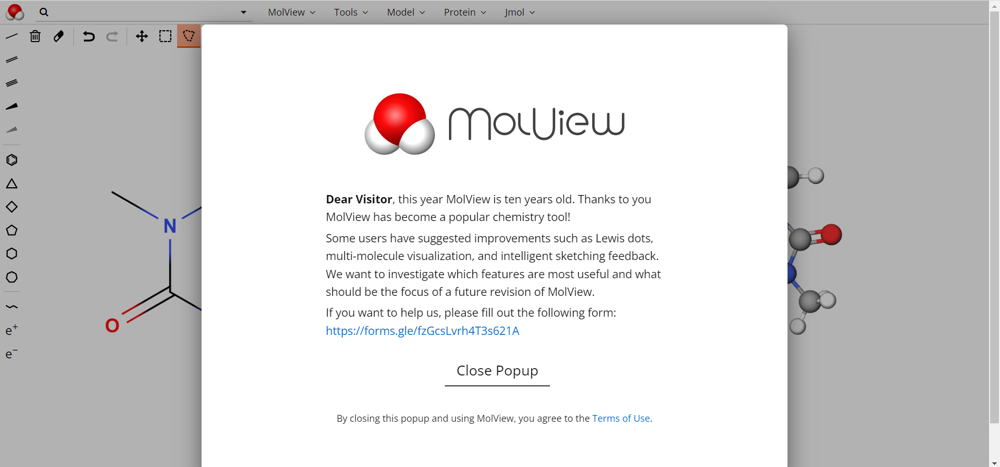 MolView Tools Model Protein Jmol
MolView
Dear Visitor, this year MolView is ten years old. Thanks to you
MolView has become a popular chemistry tool!
Some users have suggested improvements such as Lewis dots,
multi-molecule visualization, and intelligent sketching feedback.
We want to investigate which features are most useful and what
should be the focus of a future revision of MolView.
If you want to help us, please fill out the following form:
https://forms.gle/fzGcsLvrh4T3s621A
Close Popup
By closing this popup and using MolView, you agree to the Terms of Use.
N
O
e+
e−